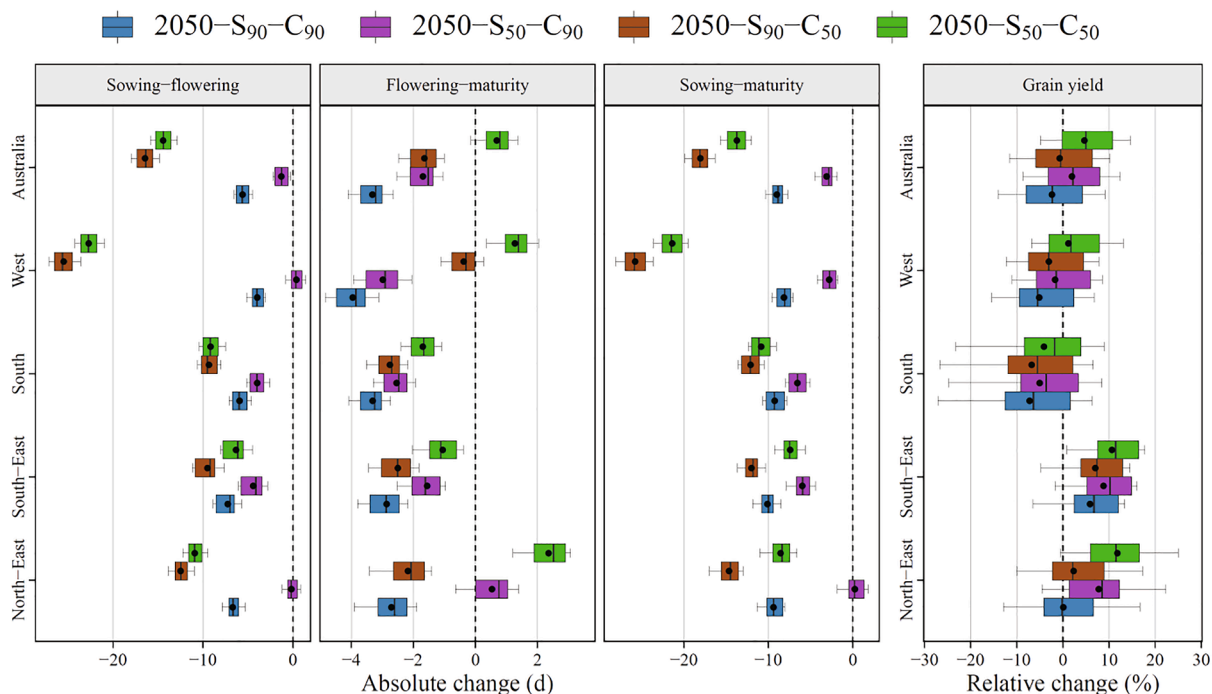 2050−S90−C90 2050−S50−C90 2050−S90−C50 2050−S50−C50
Sowing−flowering Flowering−maturity Sowing−maturity Grain yield
Australia
West
South
South−East
North−East
−20 −10 0 −4 −2 0 2 −20 −10 0 −30 −20 −10 0 10 20 30
Absolute change (d) Relative change (%)